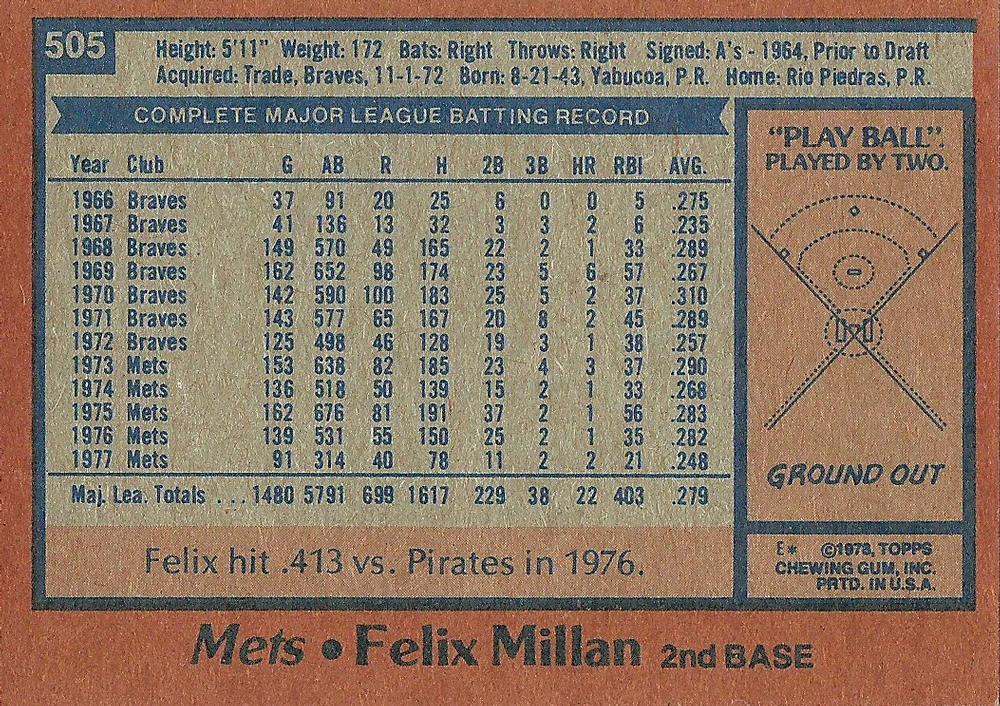 505
Height: 5'11" Weight: 172 Bats: Right Throws: Right Signed: A's - 1964, Prior to Draft
Acquired: Trade, Braves, 11-1-72 Born: 8-21-43, Yabucoa, P.R. Home: Rio Piedras, P.R.
COMPLETE MAJOR LEAGUE BATTING RECORD
Year Club G AB R H 2B 3B HR RBI AVG.
1966 Braves 37 91 20 25 6 0 0 5 .275
1967 Braves 41 136 13 32 3 3 2 6 .235
1968 Braves 149 570 49 165 22 2 1 33 .289
1969 Braves 162 652 98 174 23 5 6 57 .267
1970 Braves 142 590 100 183 25 5 2 37 .310
1971 Braves 143 577 65 167 20 8 2 45 .289
1972 Braves 125 498 46 128 19 3 1 38 .257
1973 Mets 153 638 82 185 23 4 3 37 .290
1974 Mets 136 518 50 139 15 2 1 33 .268
1975 Mets 162 676 81 191 37 2 1 56 .283
1976 Mets 139 531 55 150 25 2 1 35 .282
1977 Mets 91 314 40 78 11 2 2 21 .248
Maj. Lea. Totals . . . 1480 5791 699 1617 229 38 22 403 .279
Felix hit .413 vs. Pirates in 1976.
"PLAY BALL".
PLAYED BY TWO.
GROUND OUT
E* ©1978, TOPPS
CHEWING GUM, INC.
PRTD. IN U.S.A.
Mets • Felix Millan 2nd BASE